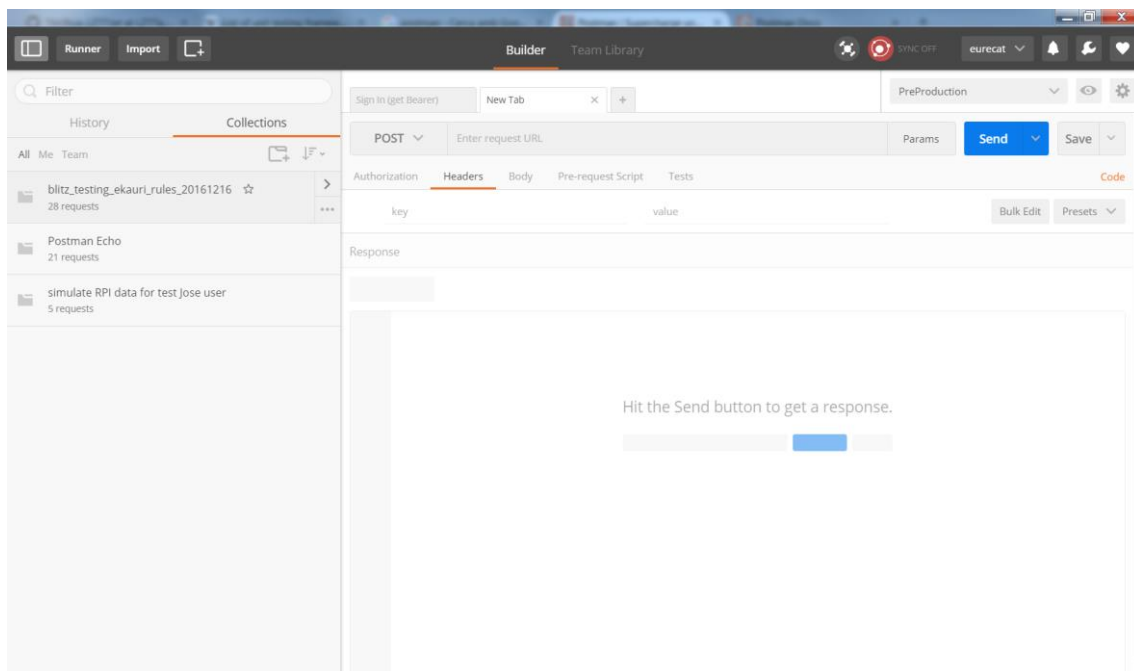 Runner Import Builder Team Library SYNC OFF eurecat
Filter
History Collections
All Me Team
blitz_testing_ekauri_rules_20161216
28 requests
Postman Echo
21 requests
simulate RPI data for test Jose user
5 requests
Sign In (get Bearer) New Tab × + PreProduction
POST Enter request URL Params Send Save
Authorization Headers Body Pre-request Script Tests Code
key value Bulk Edit Presets
Response
Hit the Send button to get a response.